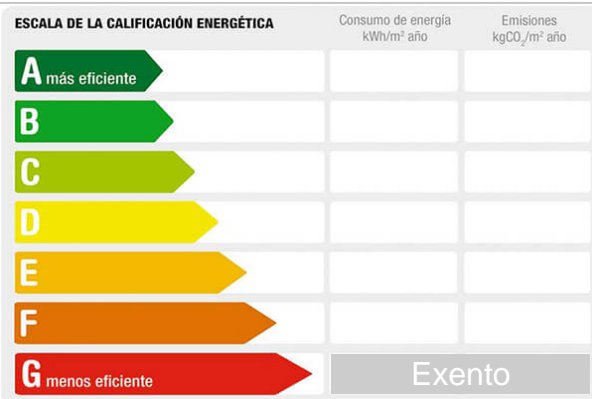 ESCALA DE LA CALIFICACIÓN ENERGÉTICA
Consumo de energía
kWh/m² año
Emisiones
kgCO₂/m² año
A más eficiente
B
C
D
E
F
G menos eficiente
Exento